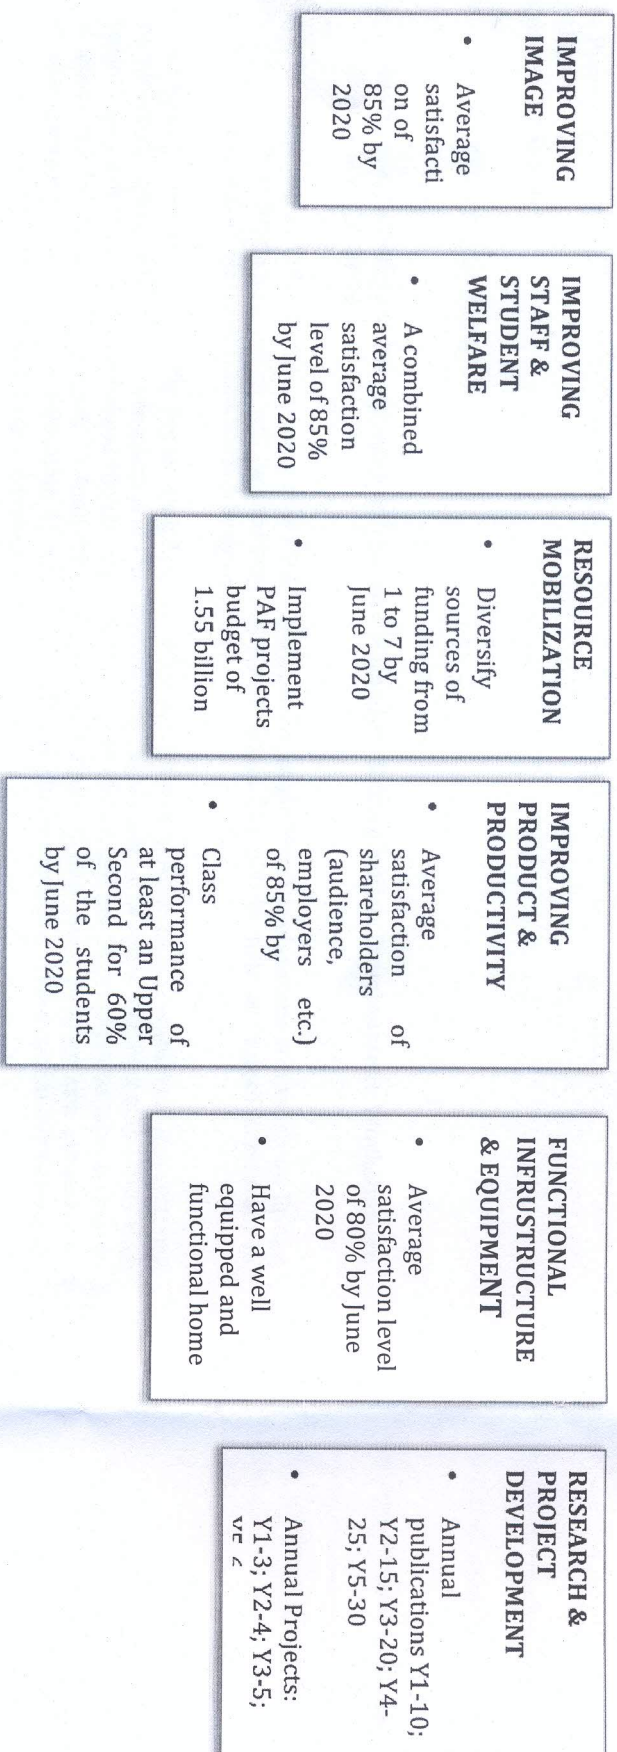 IMPROVING
IMAGE
• Average
satisfacti
on of
85% by
2020
IMPROVING
STAFF &
STUDENT
WELFARE
• A combined
average
satisfaction
level of 85%
by June 2020
RESOURCE
MOBILIZATION
• Diversify
sources of
funding from
1 to 7 by
June 2020
• Implement
PAF projects
budget of
1.55 billion
IMPROVING
PRODUCT &
PRODUCTIVITY
• Average
satisfaction of
shareholders
(audience,
employers etc.)
of 85% by
• Class
performance of
at least an Upper
Second for 60%
of the students
by June 2020
FUNCTIONAL
INFRUSTRUCTURE
& EQUIPMENT
• Average
satisfaction level
of 80% by June
2020
• Have a well
equipped and
functional home
RESEARCH &
PROJECT
DEVELOPMENT
• Annual
publications Y1-10;
Y2-15; Y3-20; Y4-
25; Y5-30
• Annual Projects:
Y1-3; Y2-4; Y3-5;